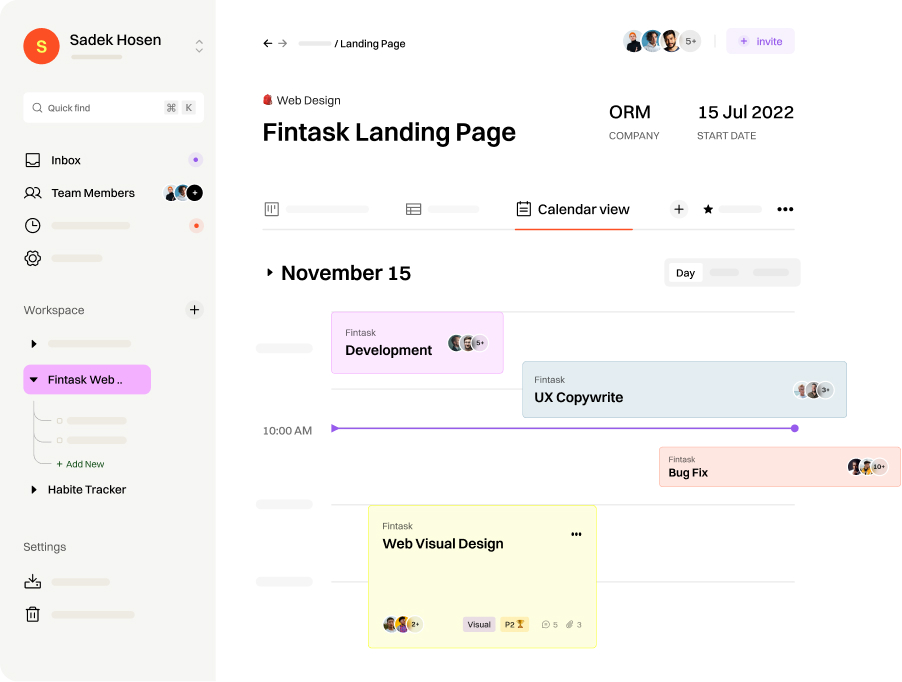 S
Sadek Hosen
Quick find
⌘ K
Inbox
Team Members
+
Workspace
+
Fintask Web ..
+ Add New
Habite Tracker
Settings
/ Landing Page
5+
+ invite
Web Design
Fintask Landing Page
ORM
COMPANY
15 Jul 2022
START DATE
Calendar view
+
November 15
Day
Fintask
Development
5+
Fintask
UX Copywrite
3+
10:00 AM
Fintask
Bug Fix
10+
Fintask
Web Visual Design
2+
Visual
P2
5
3